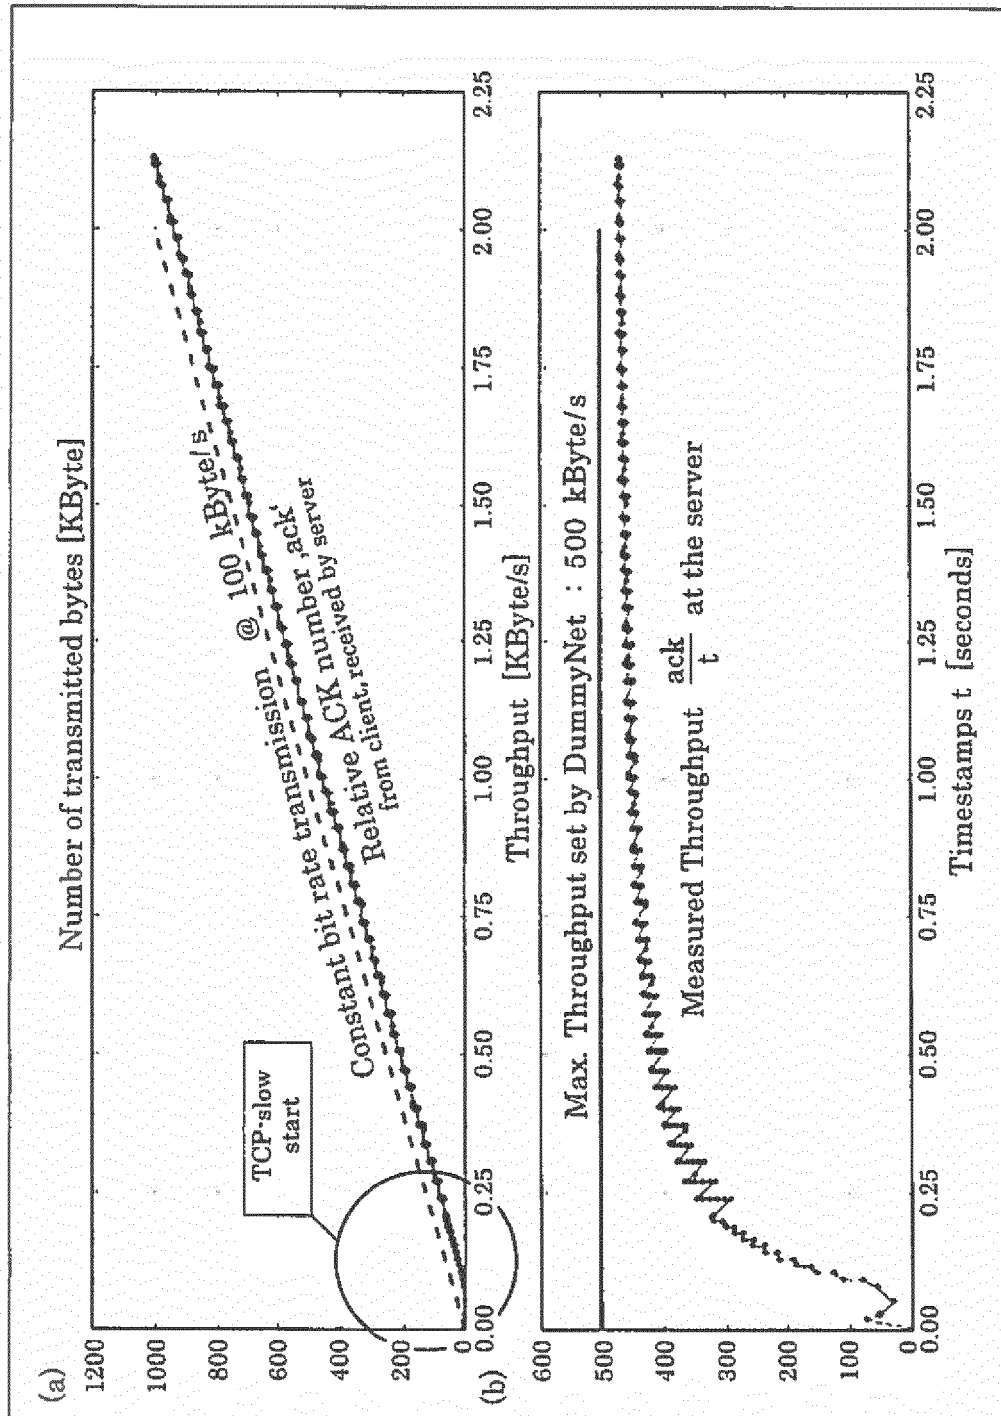 (a)
Number of transmitted bytes [KByte]
1200
1000
800
600
400
200
0
TCP-slow
start
Constant bit rate transmission @ 100 kByte/s
Relative ACK number ,ack'
from client, received by server
0.00 0.25 0.50 0.75 1.00 1.25 1.50 1.75 2.00 2.25
(b)
Throughput [KByte/s]
600
500
400
300
200
100
0
Max. Throughput set by DummyNet : 500 kByte/s
Measured Throughput ack/t at the server
0.00 0.25 0.50 0.75 1.00 1.25 1.50 1.75 2.00 2.25
Timestamps t [seconds]